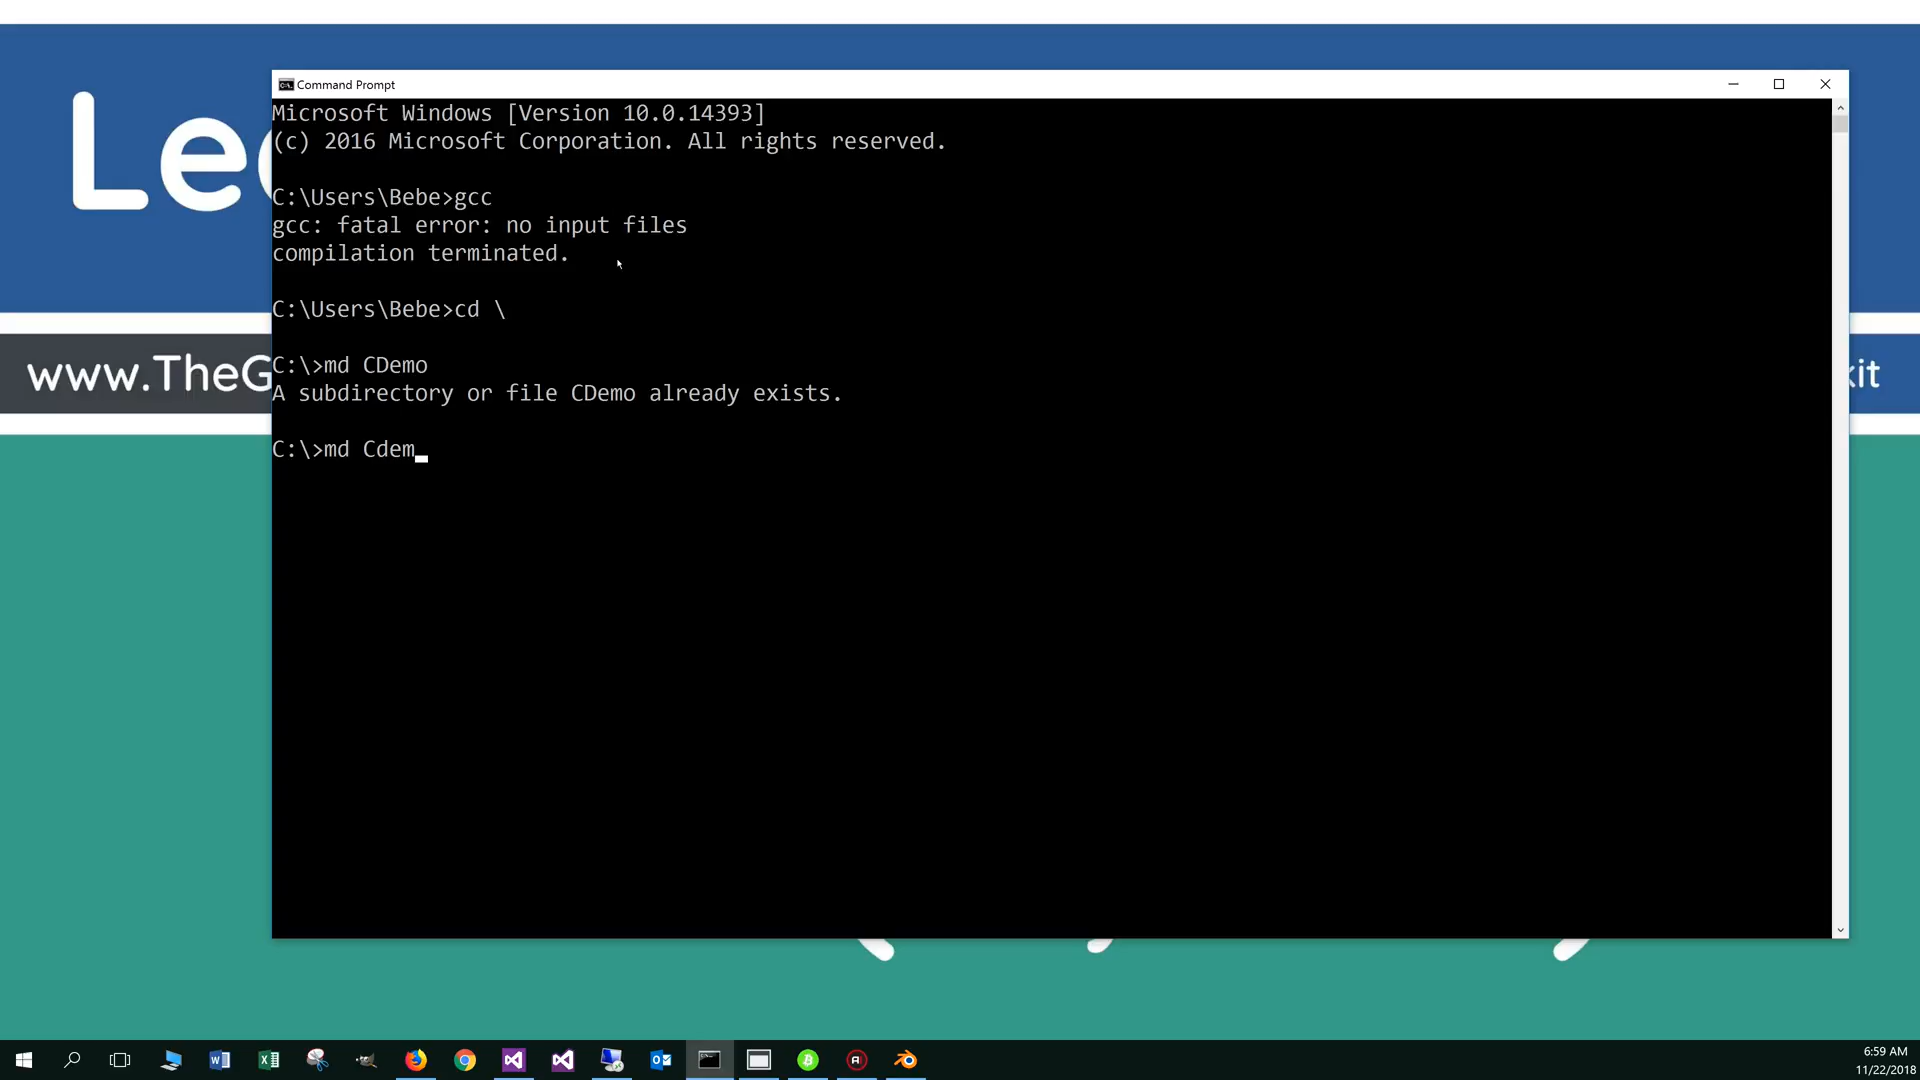 Le
www.TheG
kit
Command Prompt
Microsoft Windows [Version 10.0.14393]
(c) 2016 Microsoft Corporation. All rights reserved.
C:\Users\Bebe>gcc
gcc: fatal error: no input files
compilation terminated.
C:\Users\Bebe>cd \
C:\>md CDemo
A subdirectory or file CDemo already exists.
C:\>md Cdem_
6:59 AM
11/22/2018